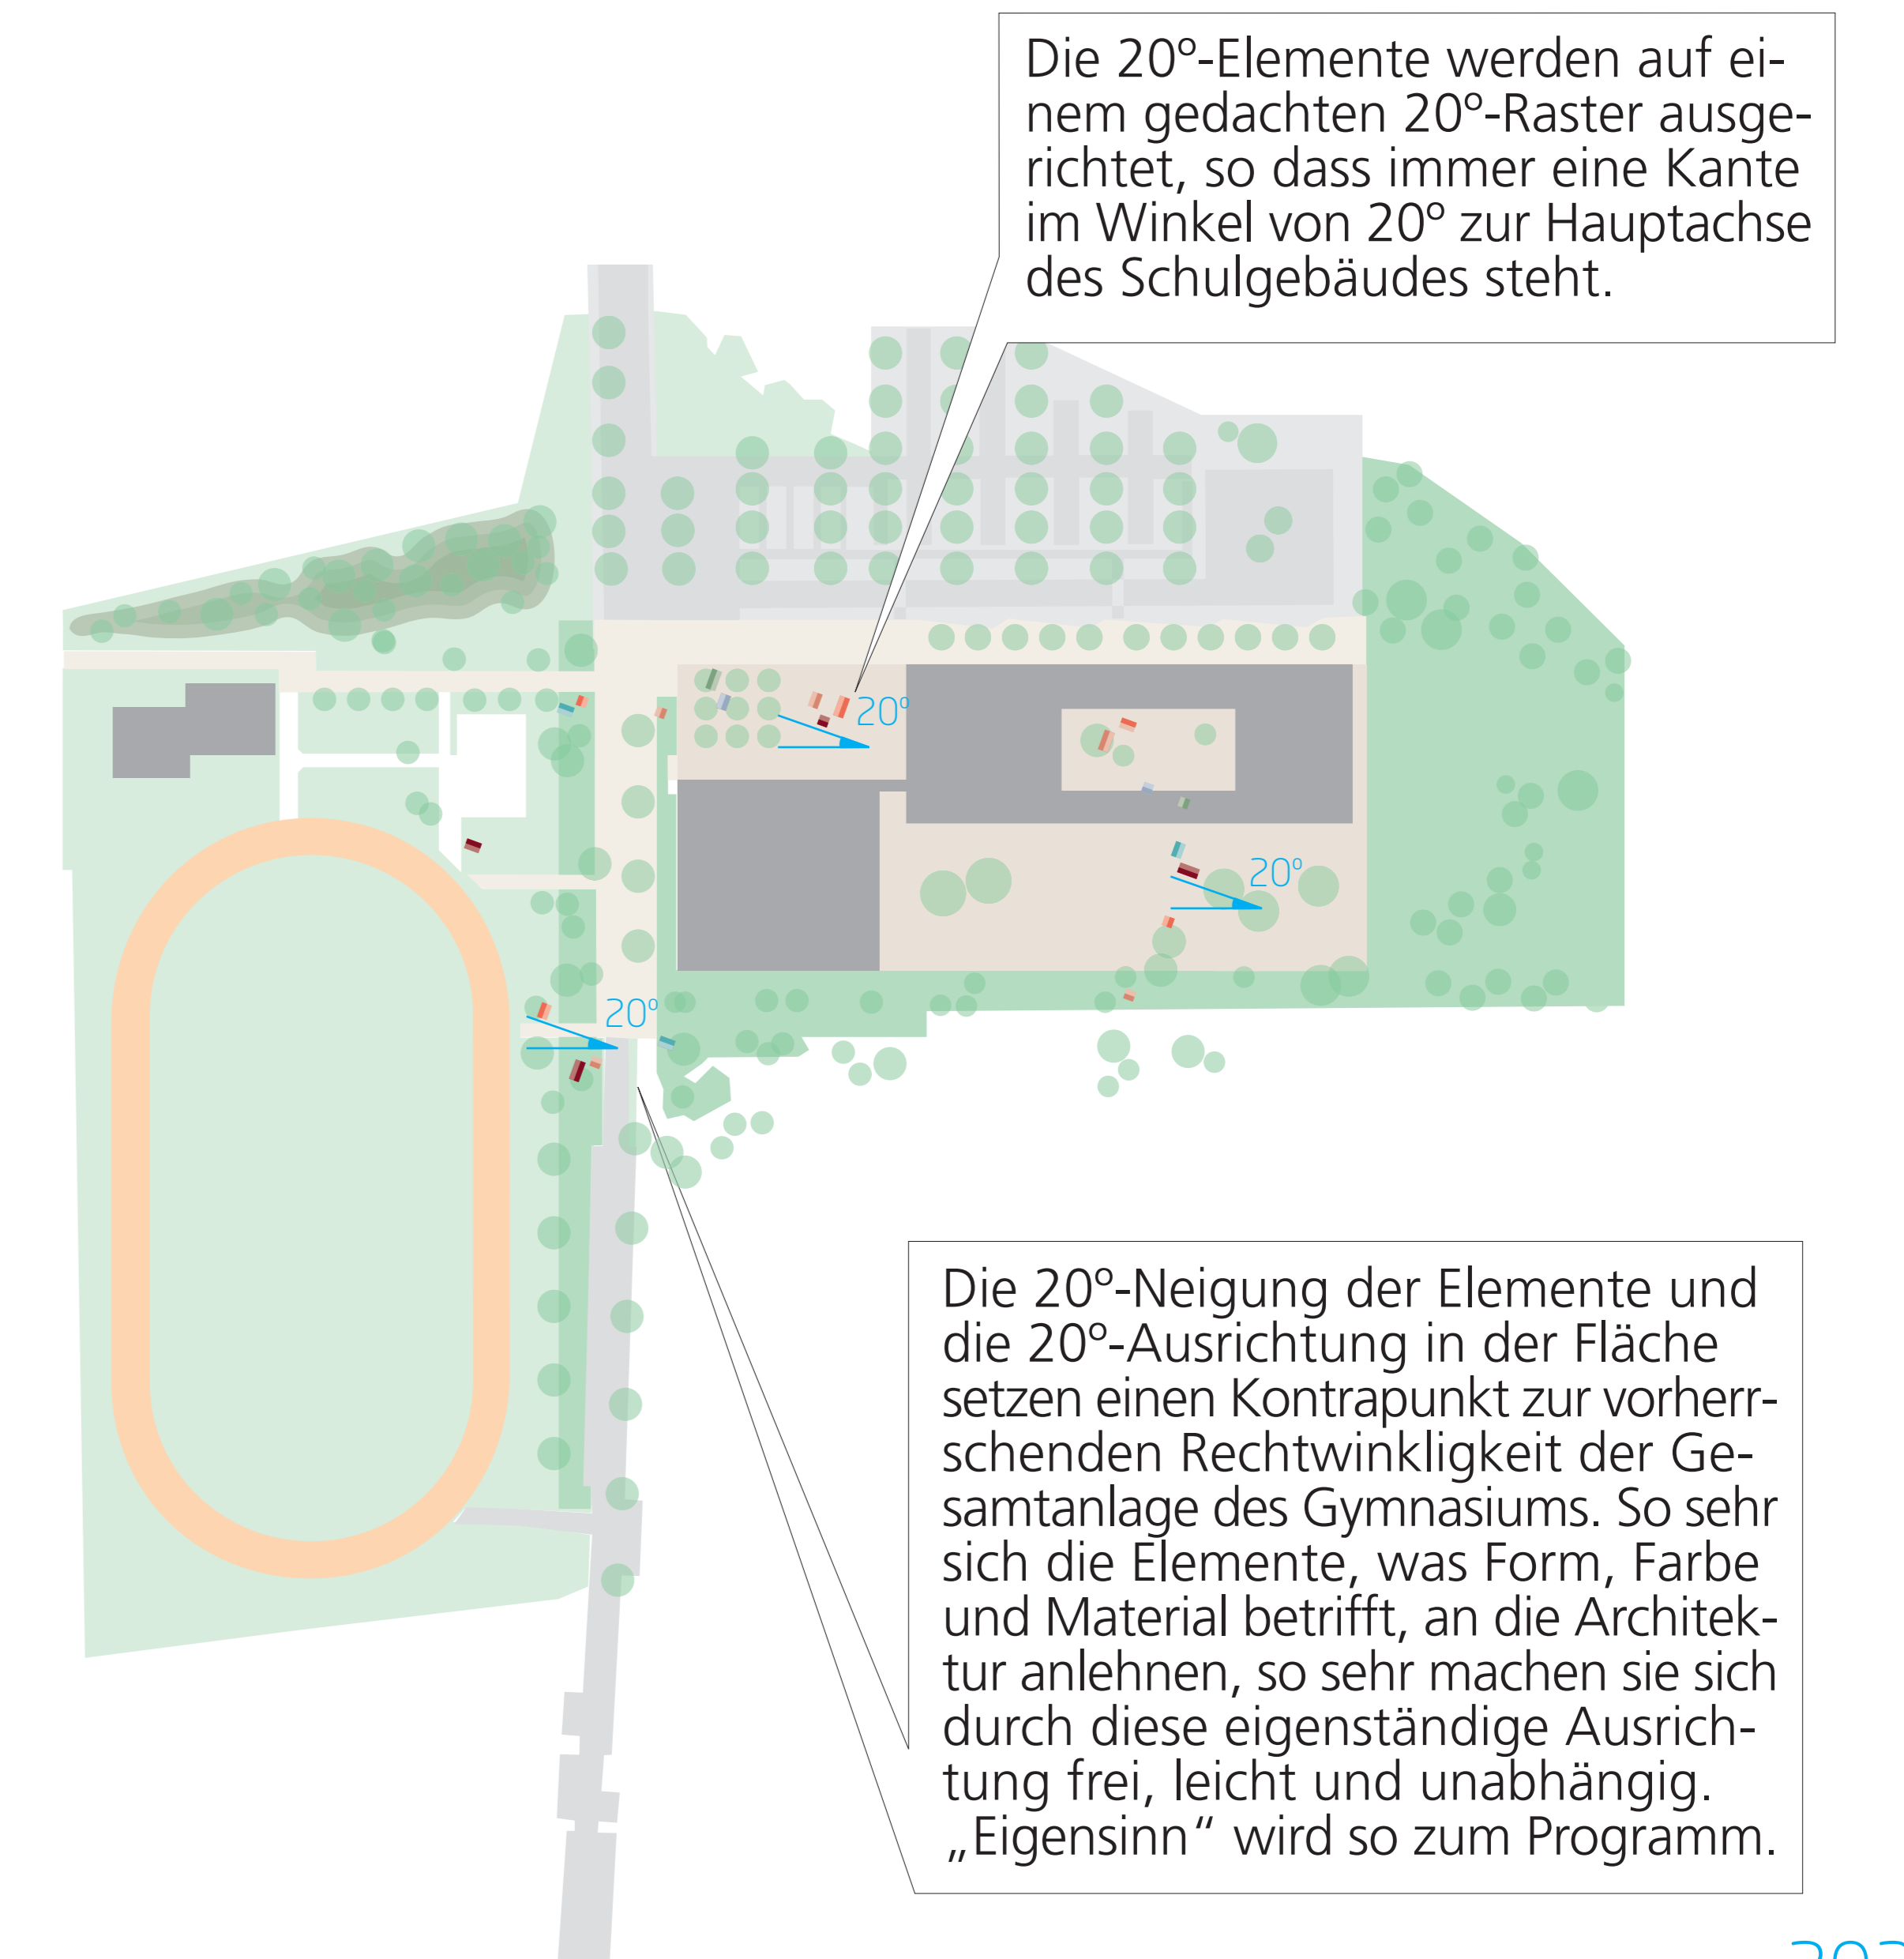 Die 20°-Elemente werden auf ei-
nem gedachten 20°-Raster ausge-
richtet, so dass immer eine Kante
im Winkel von 20° zur Hauptachse
des Schulgebäudes steht.
20°
20°
20°
Die 20°-Neigung der Elemente und
die 20°-Ausrichtung in der Fläche
setzen einen Kontrapunkt zur vorherr-
schenden Rechtwinkligkeit der Ge-
samtanlage des Gymnasiums. So sehr
sich die Elemente, was Form, Farbe
und Material betrifft, an die Architek-
tur anlehnen, so sehr machen sie sich
durch diese eigenständige Ausrich-
tung frei, leicht und unabhängig.
„Eigensinn“ wird so zum Programm.